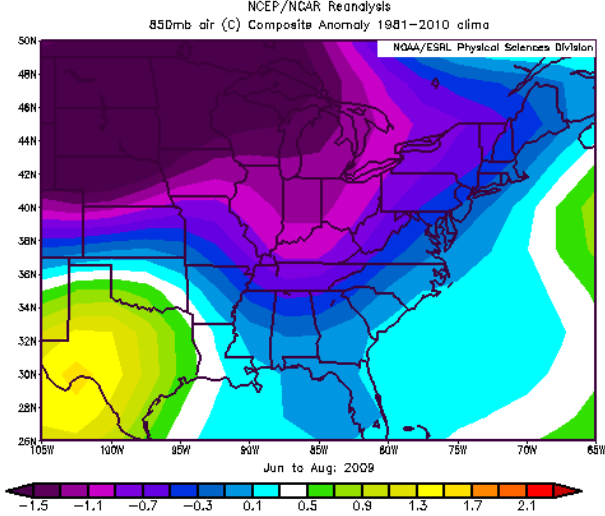 NCEP/NCAR Reanalysis
850mb air (C) Composite Anomaly 1981-2010 clima
NOAA/ESRL Physical Sciences Division
50N
48N
46N
44N
42N
40N
38N
36N
34N
32N
30N
28N
26N
105W 100W 95W 90W 85W 80W 75W 70W 65W
Jun to Aug: 2009
-1.5 -1.1 -0.7 -0.3 0.1 0.5 0.9 1.3 1.7 2.1